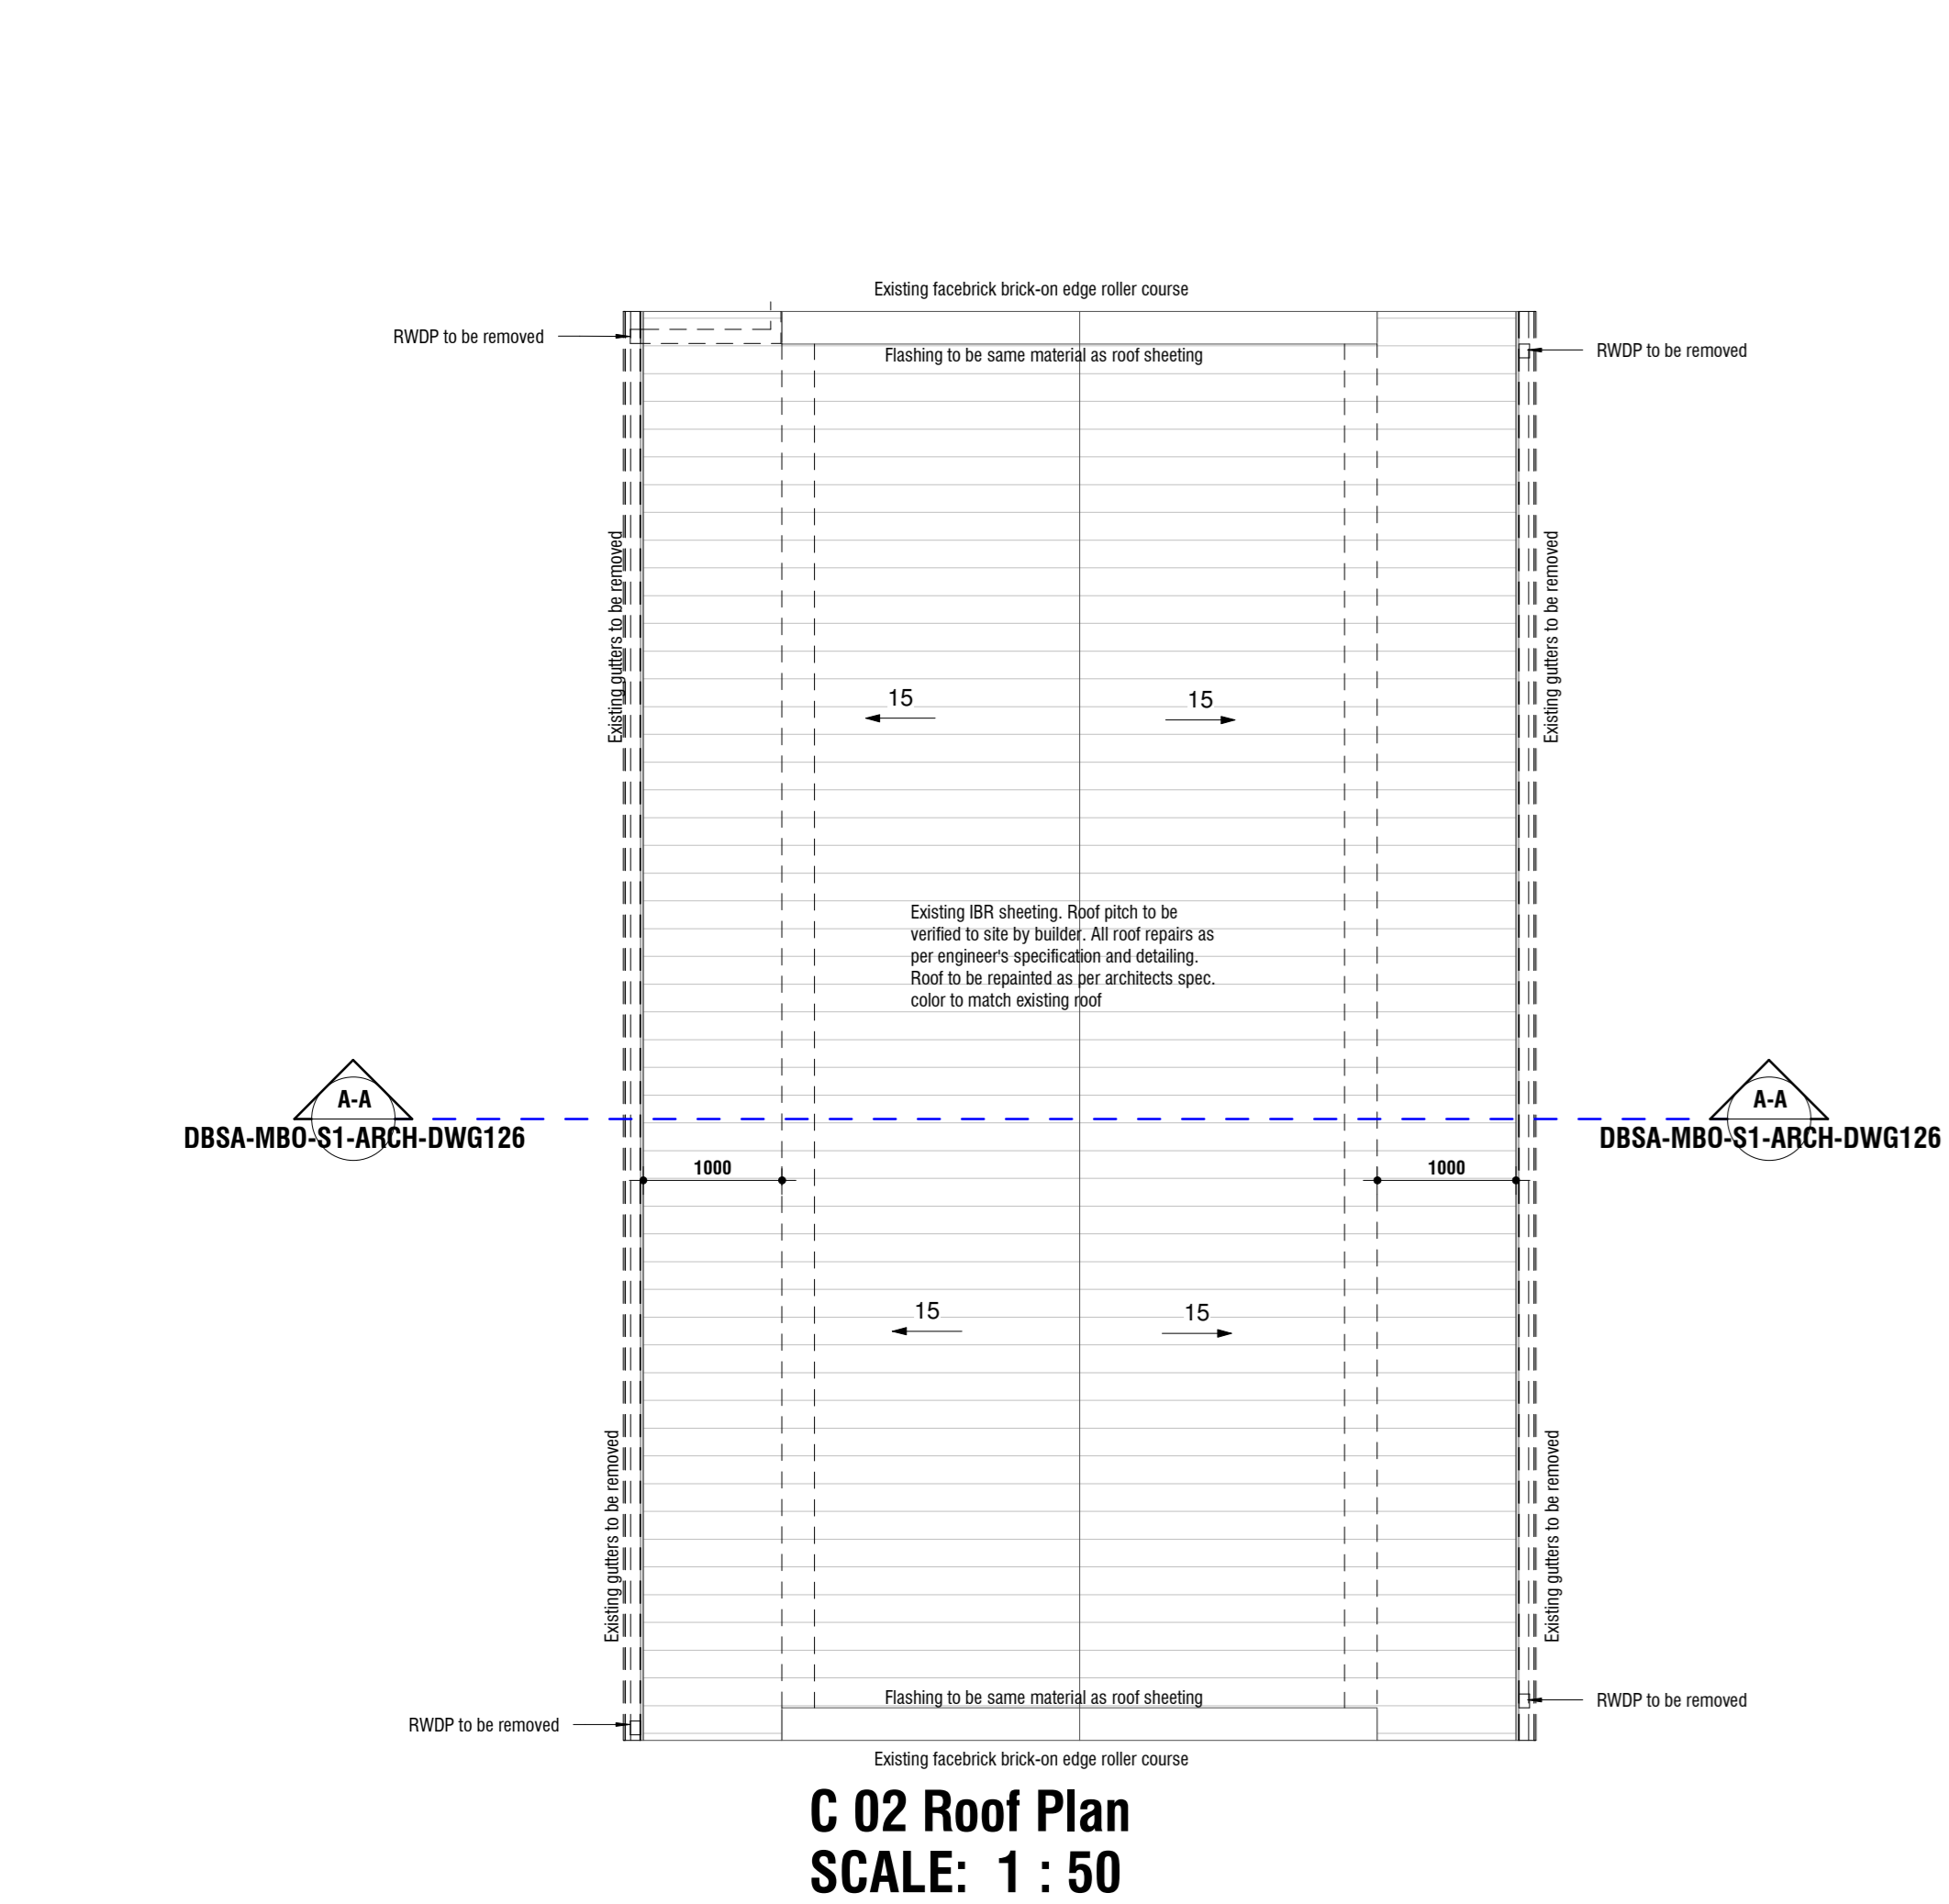 Existing facebrick brick-on edge roller course
RWDP to be removed
RWDP to be removed
Flashing to be same material as roof sheeting
Existing gutters to be removed
Existing gutters to be removed
15
15
Existing IBR sheeting. Roof pitch to be
verified to site by builder. All roof repairs as
per engineer's specification and detailing.
Roof to be repainted as per architects spec.
color to match existing roof
A-A
DBSA-MBO-S1-ARCH-DWG126
A-A
DBSA-MBO-S1-ARCH-DWG126
1000
1000
15
15
Existing gutters to be removed
Existing gutters to be removed
Flashing to be same material as roof sheeting
RWDP to be removed
RWDP to be removed
Existing facebrick brick-on edge roller course
C 02 Roof Plan
SCALE: 1 : 50